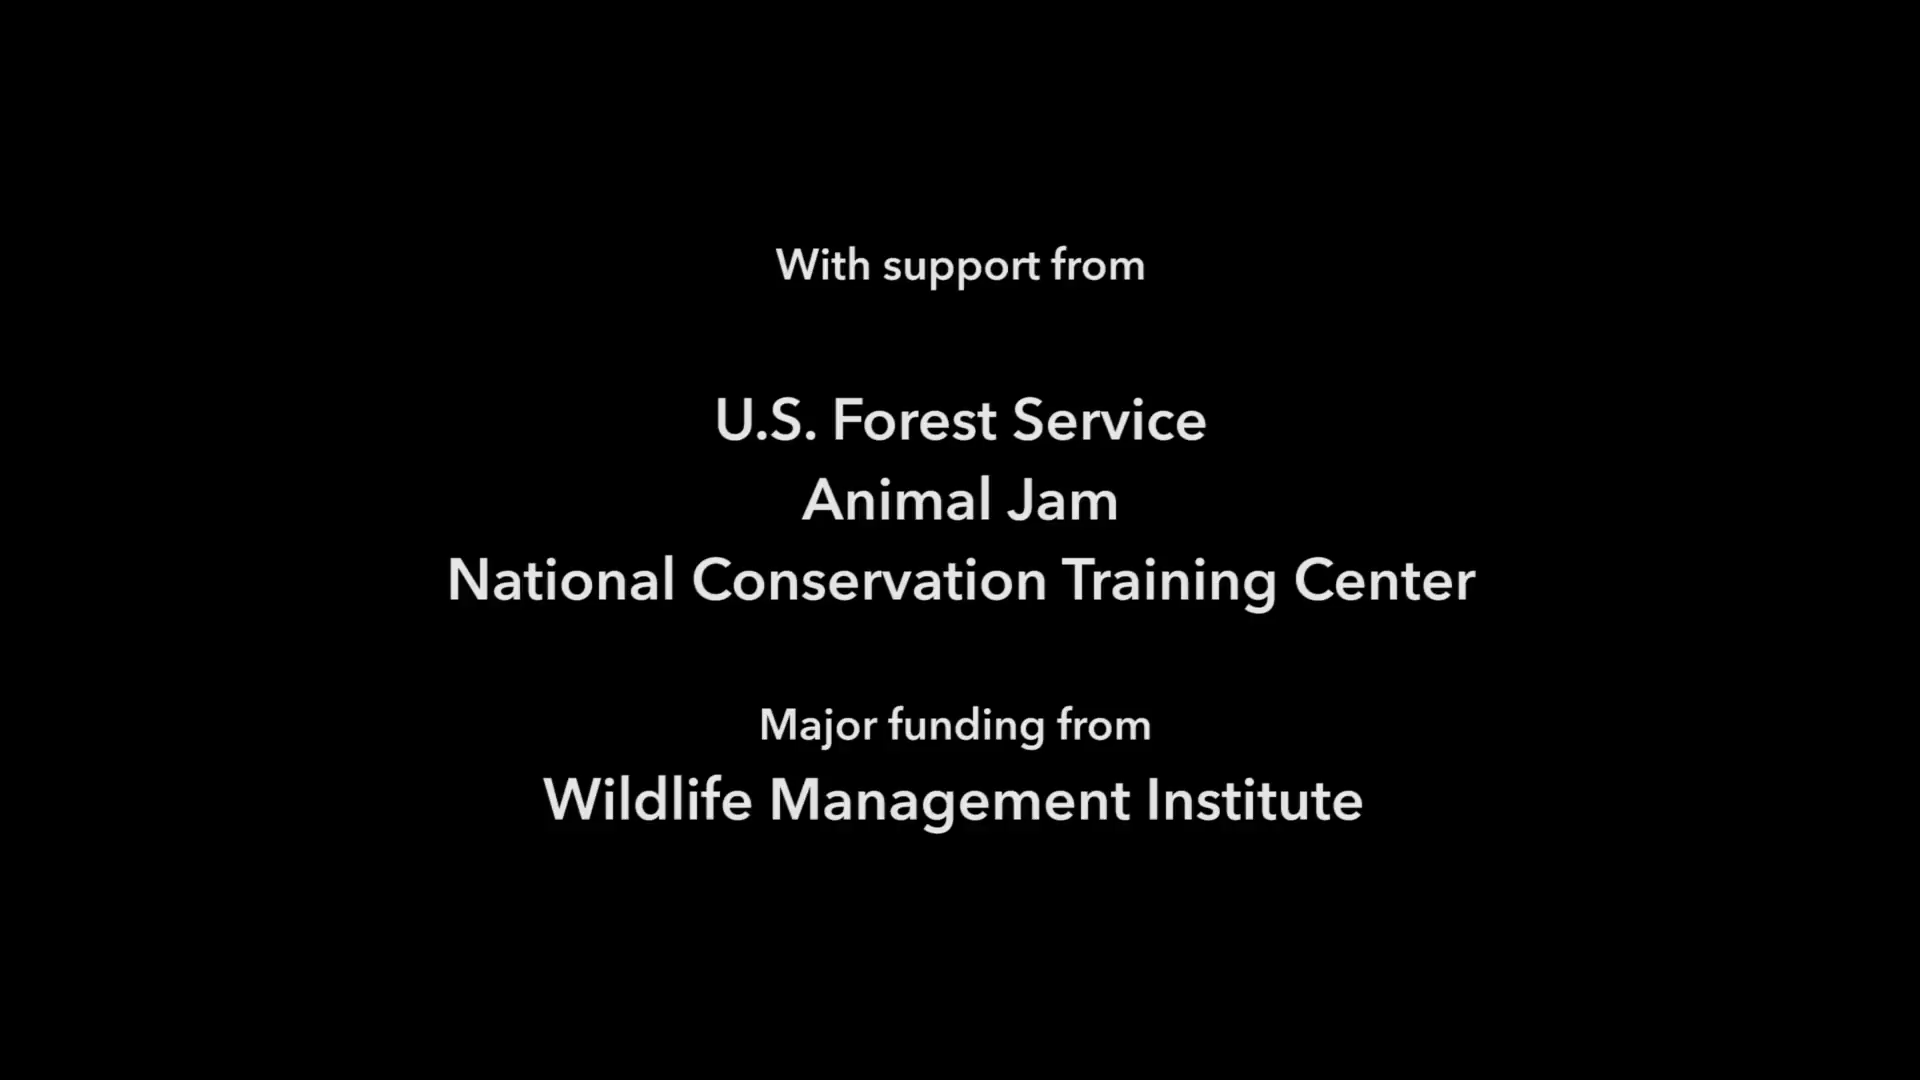 With support from
U.S. Forest Service
Animal Jam
National Conservation Training Center
Major funding from
Wildlife Management Institute